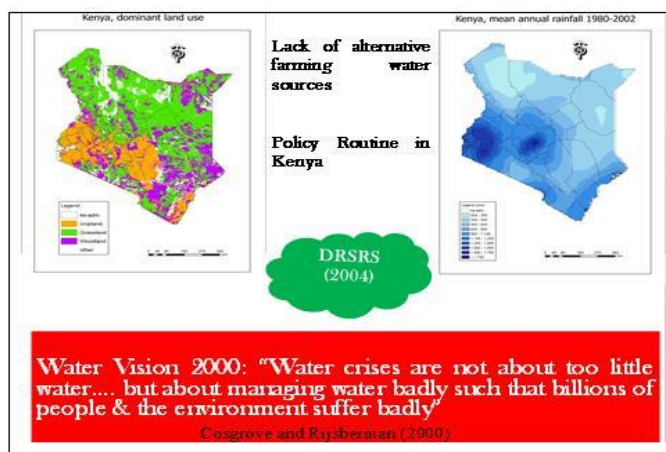 Kenya, dominant land use
Kenya, mean annual rainfall 1980-2002
Lack of alternative
farming water
sources
Policy Routine in
Kenya
Legend
cropland
Grassland
Woodland
other
DRSRS
(2004)
Water Vision 2000: “Water crises are not about too little
water.... but about managing water badly such that billions of
people & the environment suffer badly”
Cosgrove and Rijsberman (2000)